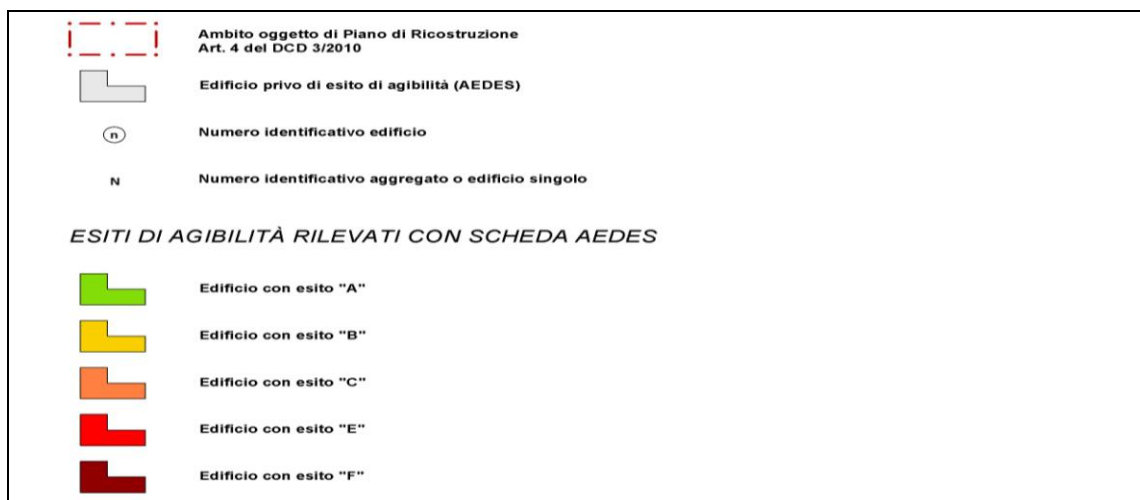 Ambito oggetto di Piano di Ricostruzione
Art. 4 del DCD 3/2010
Edificio privo di esito di agibilità (AEDES)
n Numero identificativo edificio
N Numero identificativo aggregato o edificio singolo
ESITI DI AGIBILITÀ RILEVATI CON SCHEDA AEDES
Edificio con esito "A"
Edificio con esito "B"
Edificio con esito "C"
Edificio con esito "E"
Edificio con esito "F"